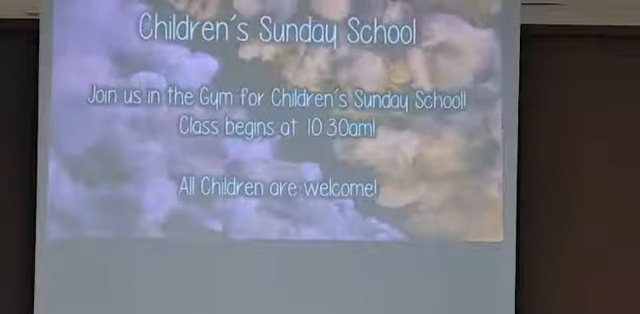 Children's Sunday School
Join us in the Gym for Children's Sunday School!
Class begins at 10:30am!
All Children are welcome!